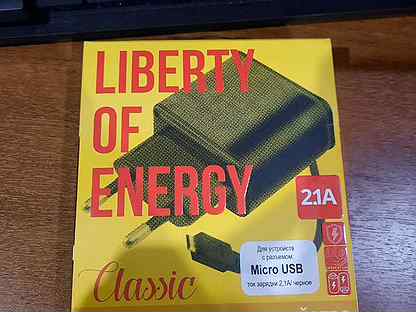 LIBERTY
OF
ENERGY
2.1A
Classic
Для устройств
с разъемом
Micro USB
ток зарядки 2,1А/ черное